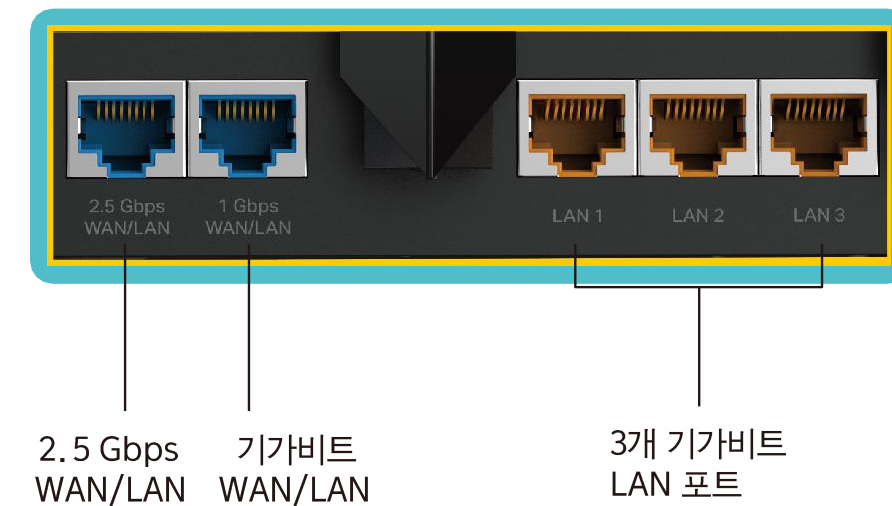 2.5 Gbps
WAN/LAN
1 Gbps
WAN/LAN
LAN 1
LAN 2
LAN 3
2.5 Gbps
WAN/LAN
기가비트
WAN/LAN
3개 기가비트
LAN 포트